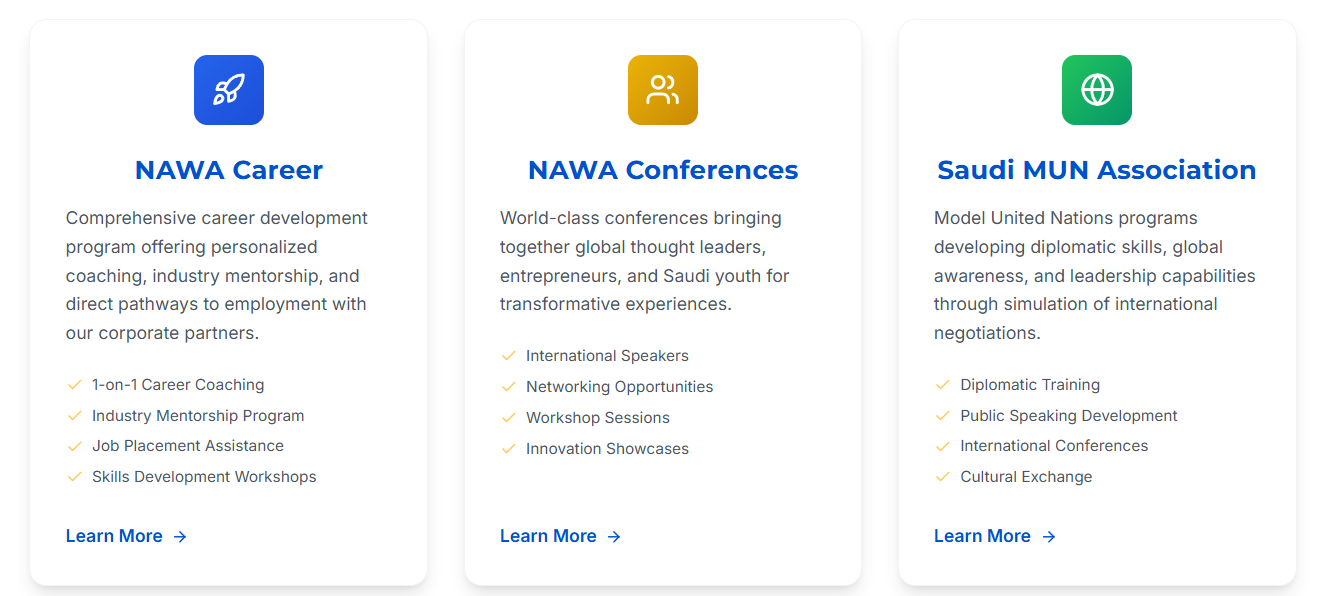 NAWA Career
Comprehensive career development
program offering personalized
coaching, industry mentorship, and
direct pathways to employment with
our corporate partners.
1-on-1 Career Coaching
Industry Mentorship Program
Job Placement Assistance
Skills Development Workshops
Learn More →
NAWA Conferences
World-class conferences bringing
together global thought leaders,
entrepreneurs, and Saudi youth for
transformative experiences.
International Speakers
Networking Opportunities
Workshop Sessions
Innovation Showcases
Learn More →
Saudi MUN Association
Model United Nations programs
developing diplomatic skills, global
awareness, and leadership capabilities
through simulation of international
negotiations.
Diplomatic Training
Public Speaking Development
International Conferences
Cultural Exchange
Learn More →